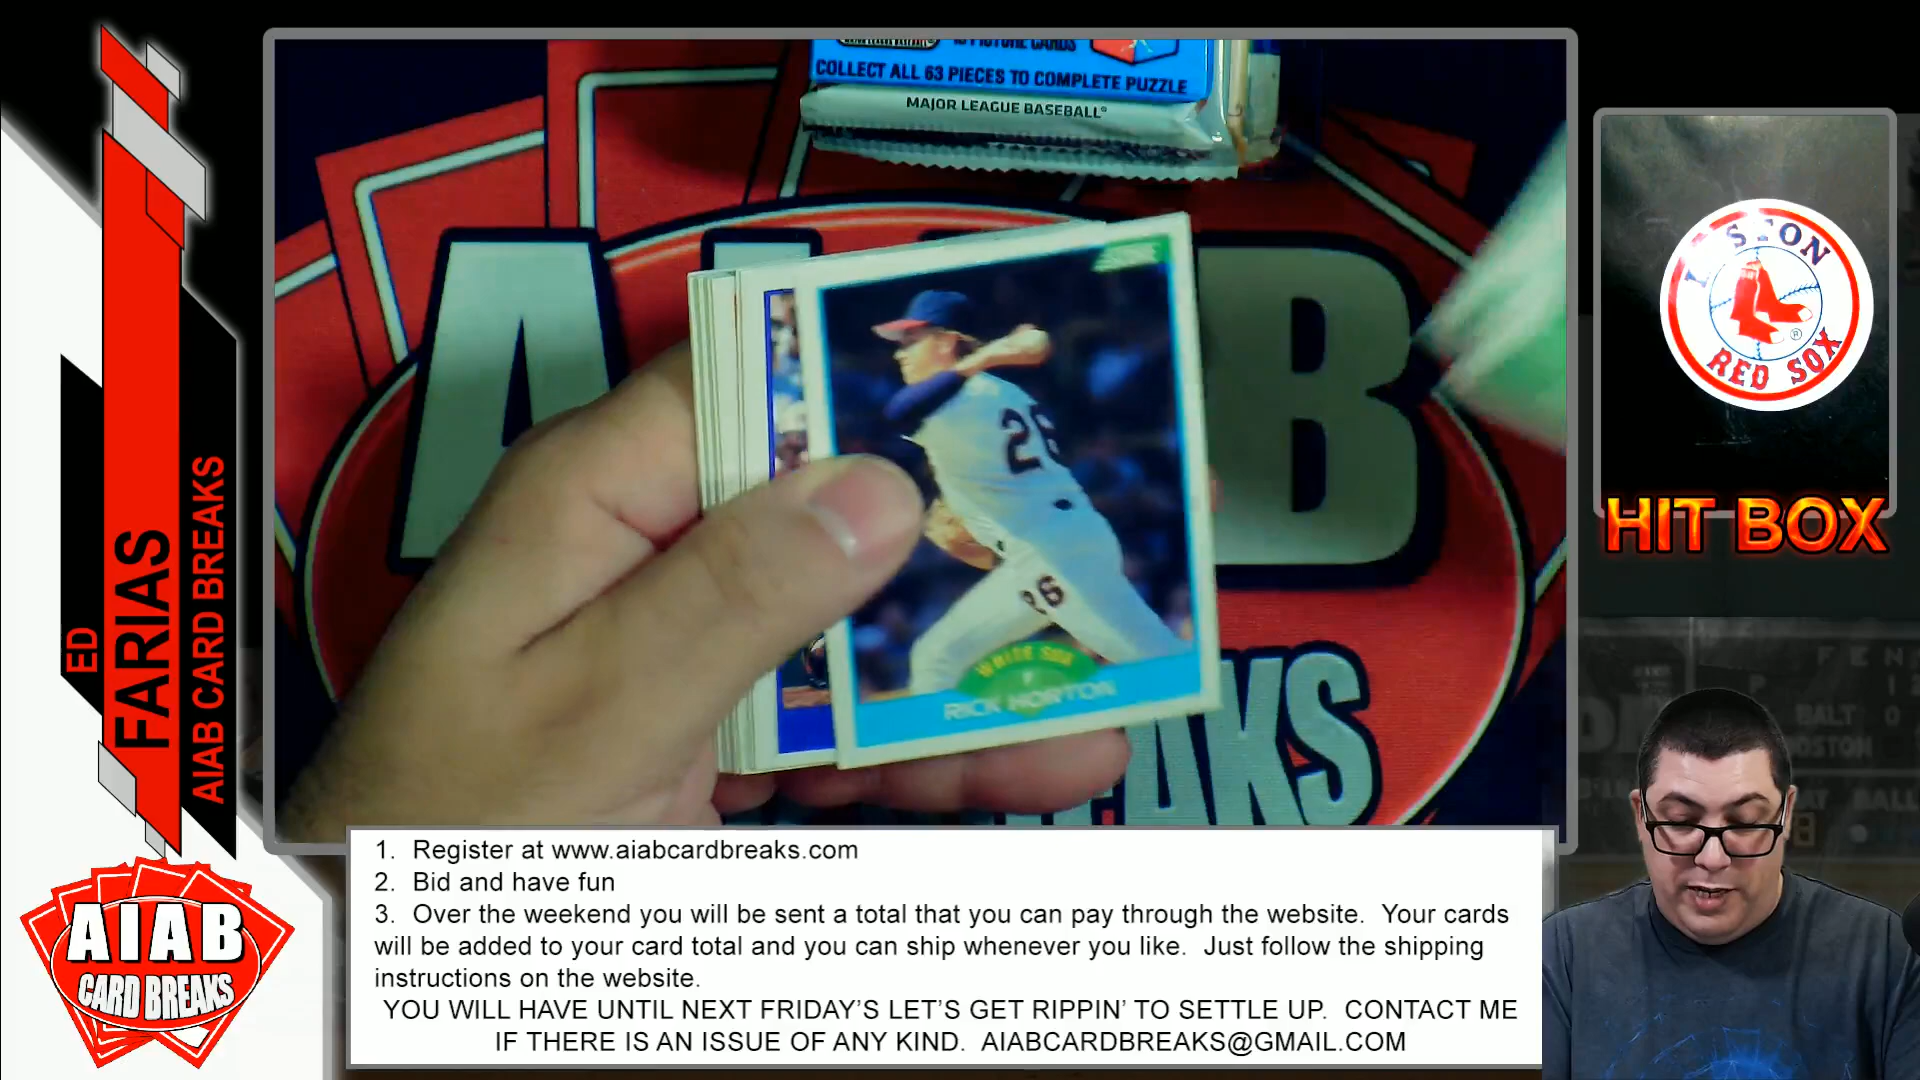 COLLECT ALL 63 PIECES TO COMPLETE PUZZLE
MAJOR LEAGUE BASEBALL
SCORE
26
26
WHITE SOX
P
RICK HORTON
RED SOX
HIT BOX
ED
FARIAS
AIAB CARD BREAKS
AIAB
CARD BREAKS
BALT 0
1. Register at www.aiabcardbreaks.com
2. Bid and have fun
3. Over the weekend you will be sent a total that you can pay through the website. Your cards
will be added to your card total and you can ship whenever you like. Just follow the shipping
instructions on the website.
YOU WILL HAVE UNTIL NEXT FRIDAY'S LET'S GET RIPPIN' TO SETTLE UP. CONTACT ME
IF THERE IS AN ISSUE OF ANY KIND. AIABCARDBREAKS@GMAIL.COM